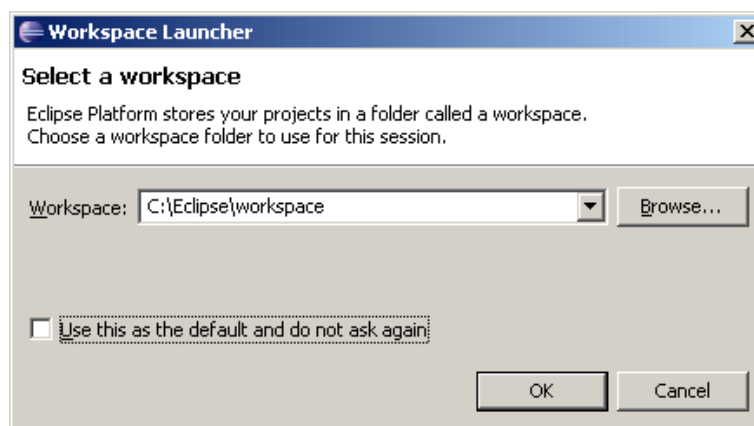 Workspace Launcher
Select a workspace
Eclipse Platform stores your projects in a folder called a workspace.
Choose a workspace folder to use for this session.
Workspace: C:\Eclipse\workspace Browse...
Use this as the default and do not ask again
OK Cancel